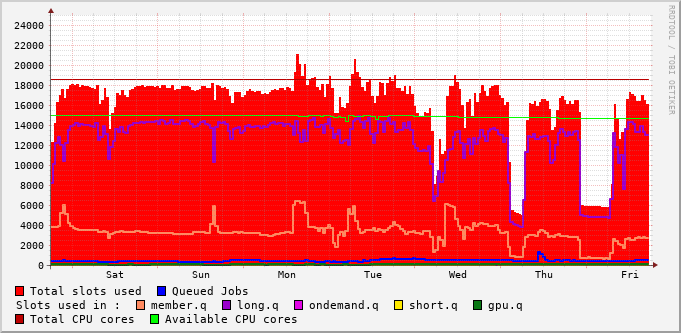 RRDTOOL / TOBI OETIKER
24000
22000
20000
18000
16000
14000
12000
10000
8000
6000
4000
2000
0
Sat Sun Mon Tue Wed Thu Fri
Total slots used Queued Jobs
Slots used in : member.q long.q ondemand.q short.q gpu.q
Total CPU cores Available CPU cores